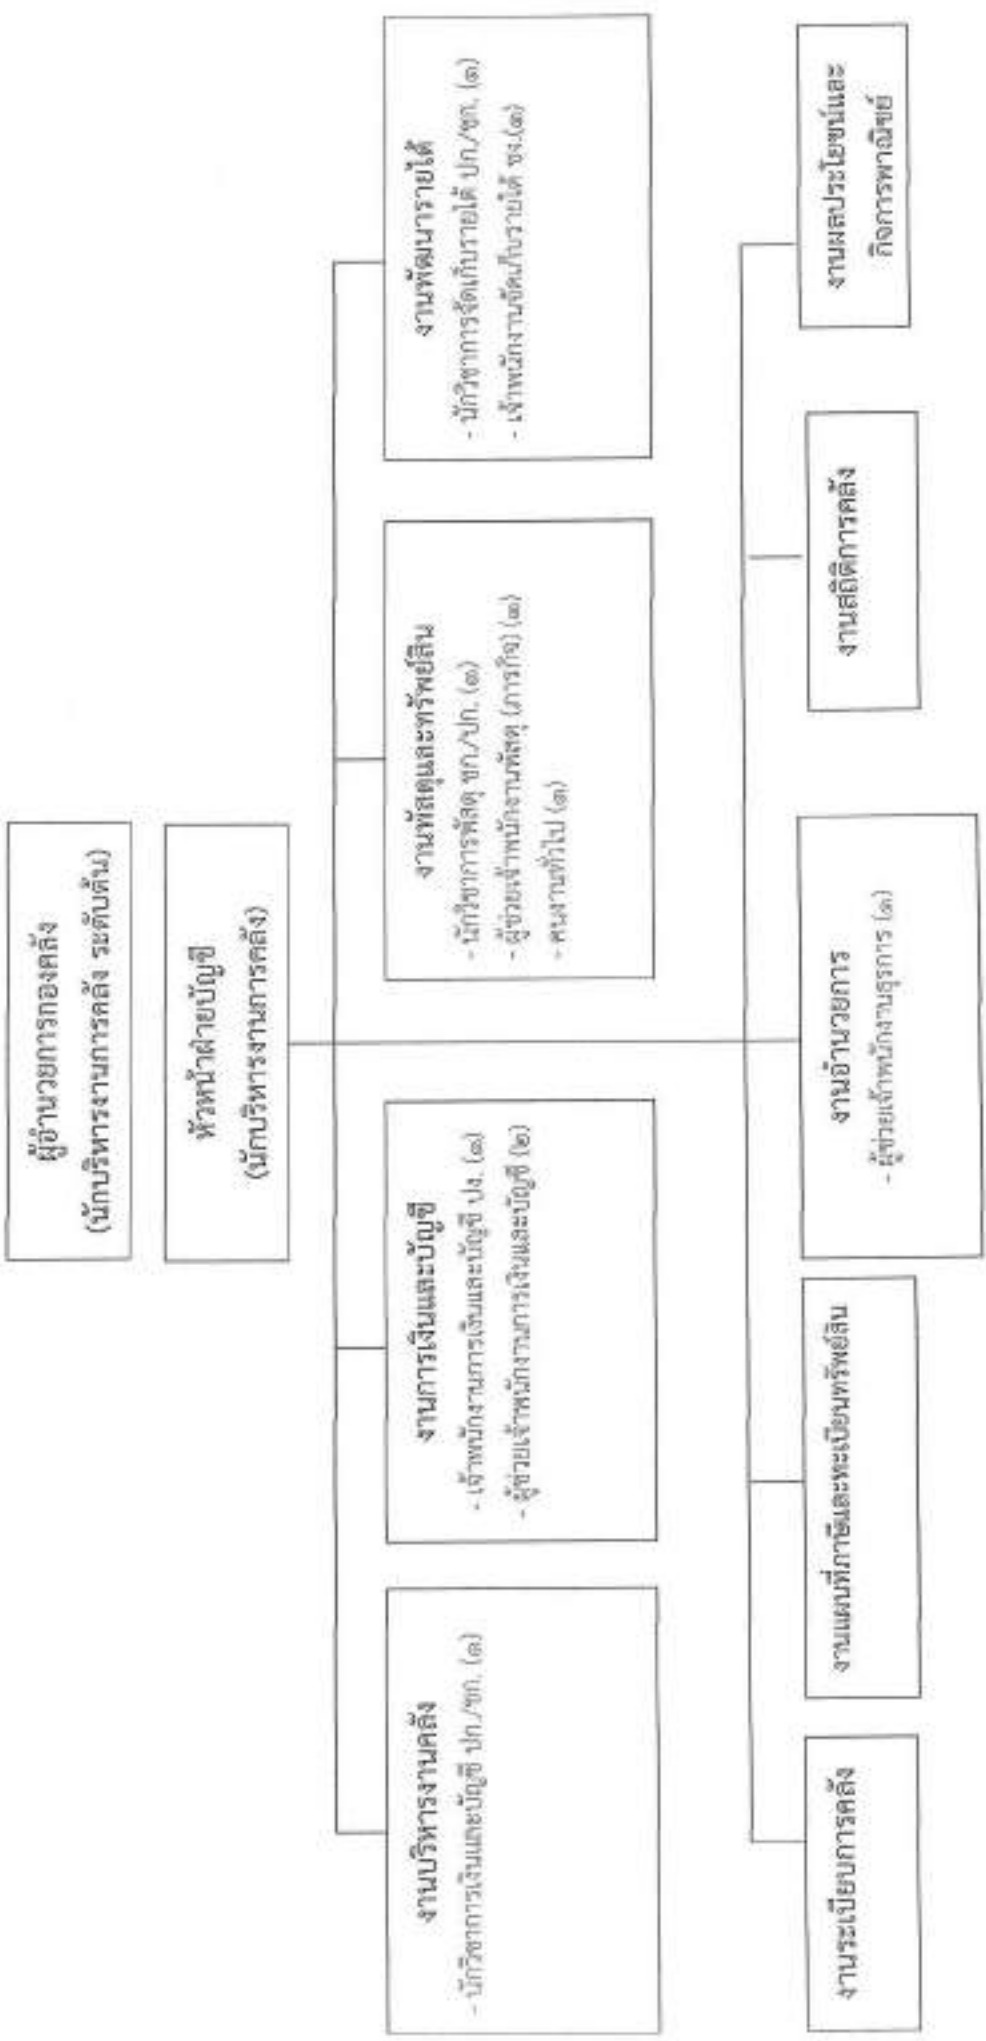 ผู้อำนวยการกองคลัง
(นักบริหารงานการคลัง ระดับต้น)
หัวหน้าฝ่ายบัญชี
(นักบริหารงานการคลัง)
งานบริหารงานคลัง
- นักวิชาการเงินและบัญชี ปก./ชก. (๑)
งานการเงินและบัญชี
- เจ้าพนักงานการเงินและบัญชี ปง. (๑)
- ผู้ช่วยเจ้าพนักงานการเงินและบัญชี (๒)
งานพัสดุและทรัพย์สิน
- นักวิชาการพัสดุ ชก./ปก. (๑)
- ผู้ช่วยเจ้าพนักงานพัสดุ (ภารกิจ) (๑)
- คนงานทั่วไป (๑)
งานพัฒนารายได้
- นักวิชาการจัดเก็บรายได้ ปก./ชก. (๑)
- เจ้าพนักงานจัดเก็บรายได้ ชง.(๑)
งานระเบียบการคลัง
งานแผนที่ภาษีและทะเบียนทรัพย์สิน
งานอำนวยการ
- ผู้ช่วยเจ้าพนักงานธุรการ (๑)
งานสถิติการคลัง
งานผลประโยชน์และ
กิจการพาณิชย์